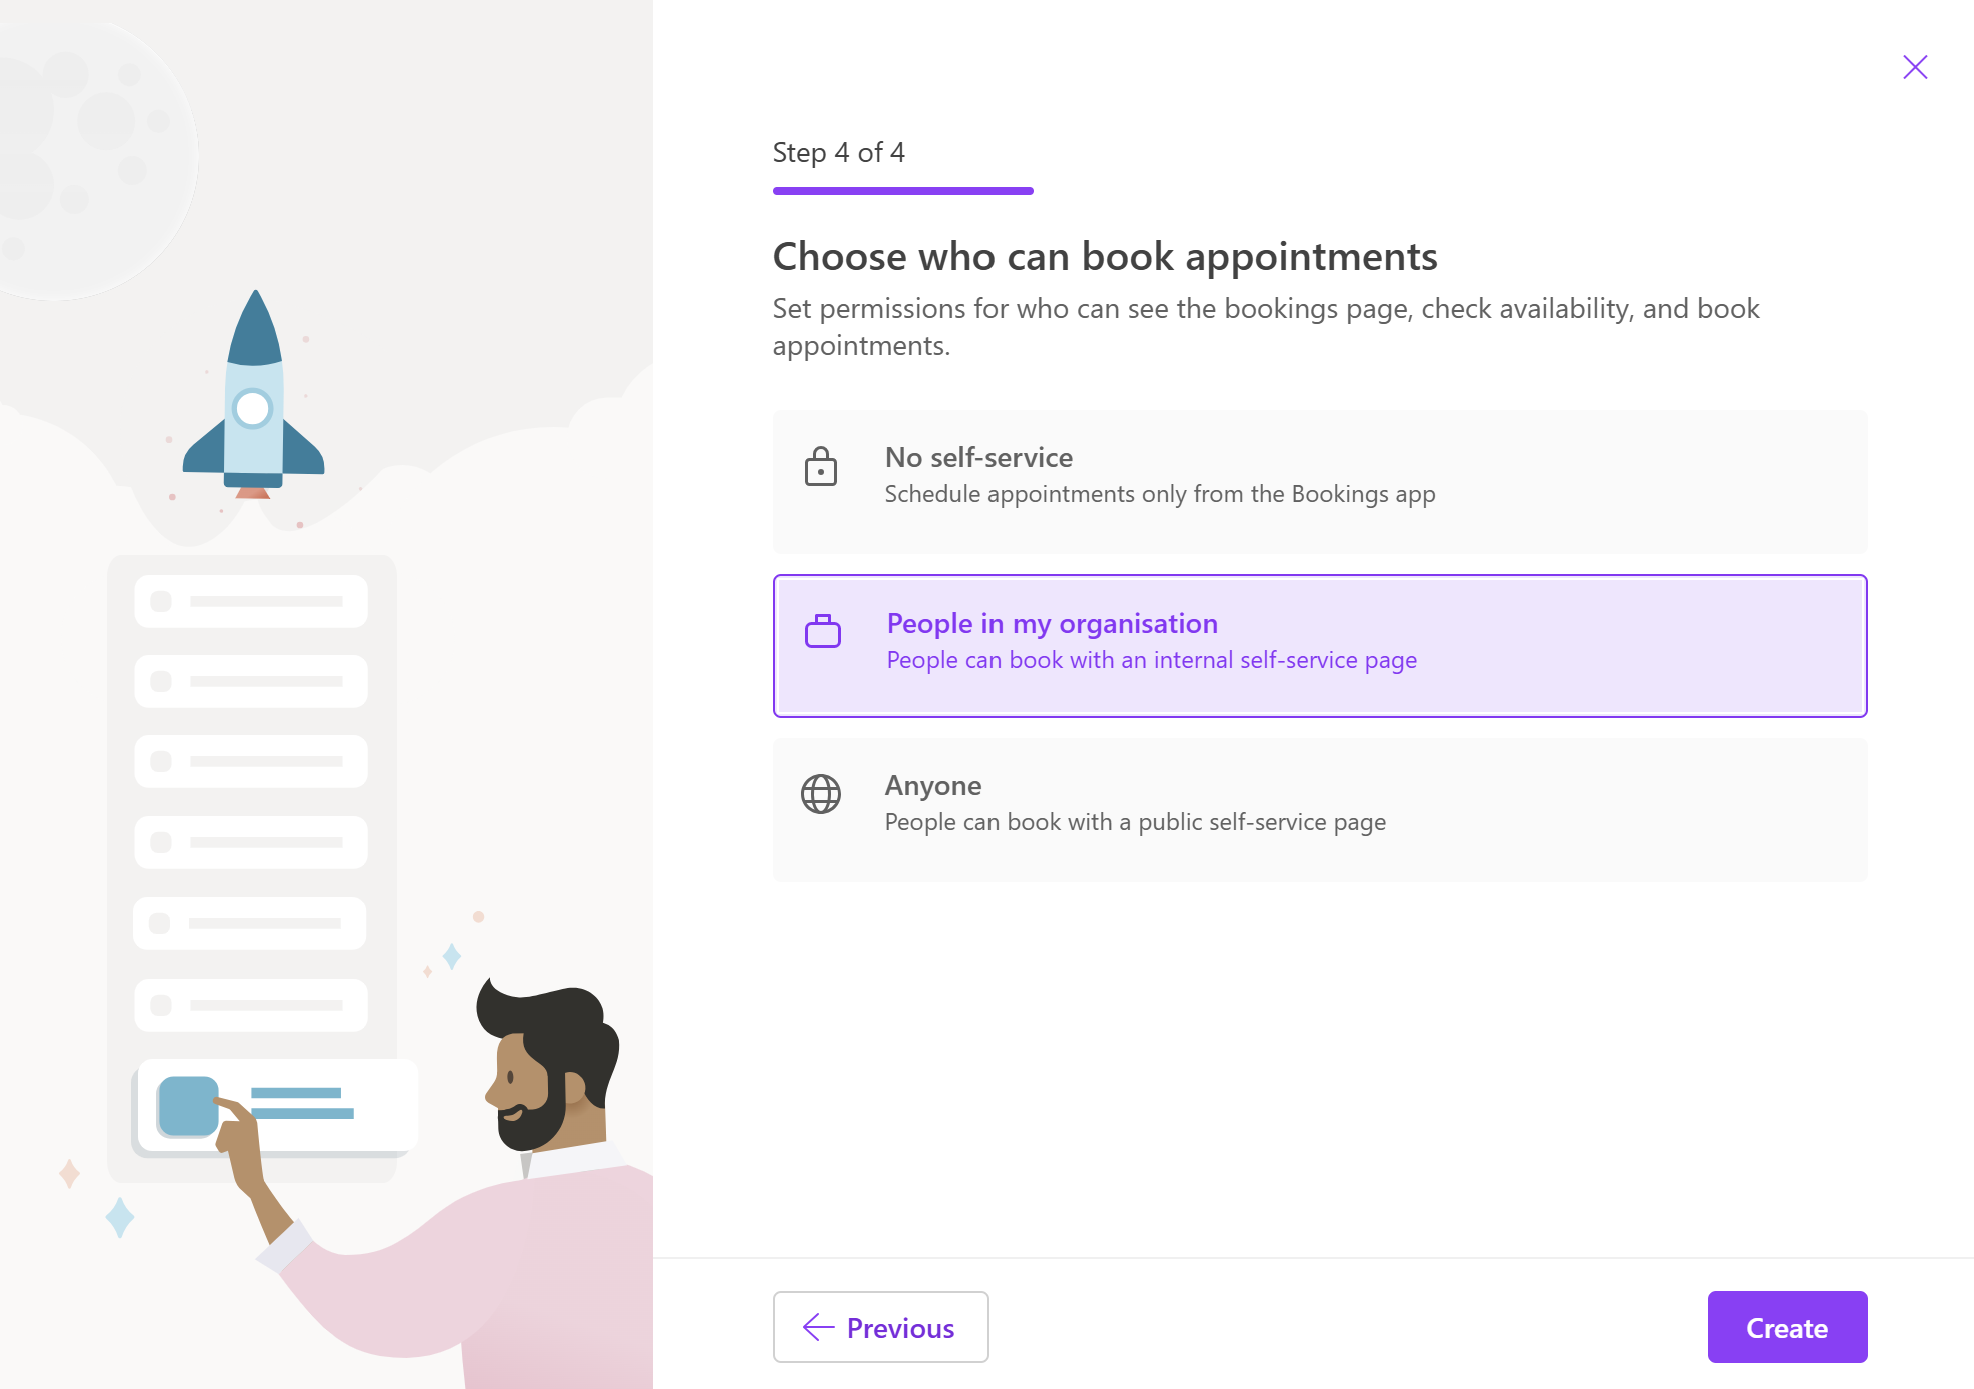 Step 4 of 4
Choose who can book appointments
Set permissions for who can see the bookings page, check availability, and book
appointments.
No self-service
Schedule appointments only from the Bookings app
People in my organisation
People can book with an internal self-service page
Anyone
People can book with a public self-service page
Previous
Create